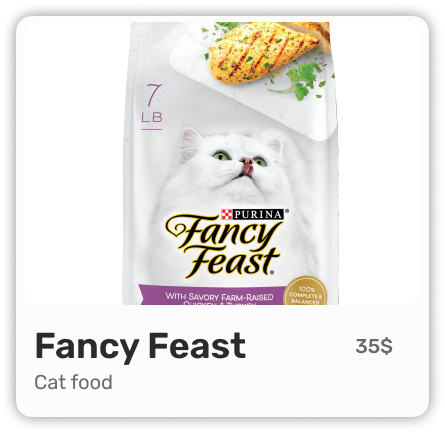 7
LB
PURINA®
Fancy
Feast®
WITH SAVORY FARM-RAISED
CHICKEN & TURKEY
100%
COMPLETE &
BALANCED
Fancy Feast
35$
Cat food